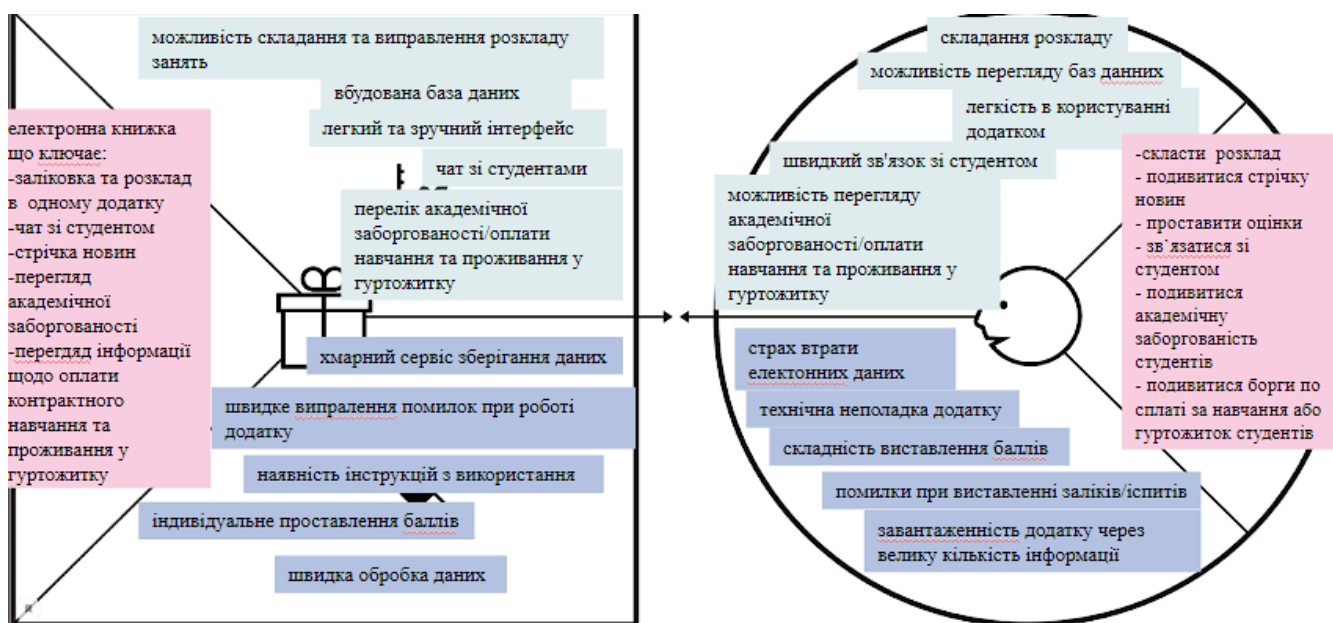 можливість складання та виправлення розкладу
занять
вбудована база даних
легкий та зручний інтерфейс
чат зі студентами
перелік академічної
заборгованості/оплати
навчання та проживання у
гуртожитку
електронна книжка
що ключає:
-заліковка та розклад
в одному додатку
-чат зі студентом
-стрічка новин
-перегляд
академічної
заборгованості
-перегдяд інформації
щодо оплати
контрактного
навчання та
проживання у
гуртожитку
хмарний сервіс зберігання даних
швидке випралення помилок при роботі
додатку
наявність інструкцій з використання
індивідуальне проставлення баллів
швидка обробка даних
складання розкладу
можливість перегляду баз данних
легкість в користуванні
додатком
швидкий зв'язок зі студентом
можливість перегляду
академічної
заборгованості/оплати
навчання та проживання у
гуртожитку
-скласти розклад
- подивитися стрічку
новин
- проставити оцінки
- зв`язатися зі
студентом
- подивитися
академічну
заборгованість
студентів
- подивитися борги по
сплаті за навчання або
гуртожиток студентів
страх втрати
електонних даних
технічна неполадка додатку
складність виставлення баллів
помилки при виставленні заліків/іспитів
завантаженність додатку через
велику кількість інформації